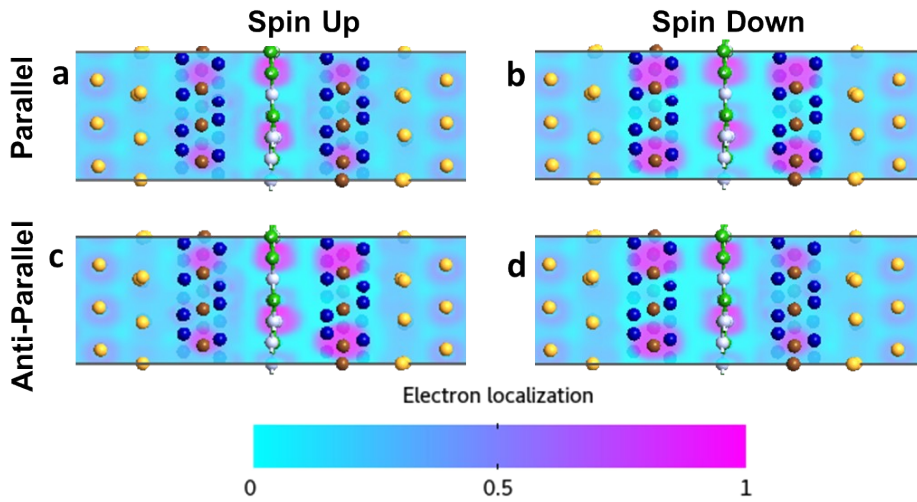 Spin Up Spin Down
Parallel
a b
Anti-Parallel
c d
Electron localization
0 0.5 1